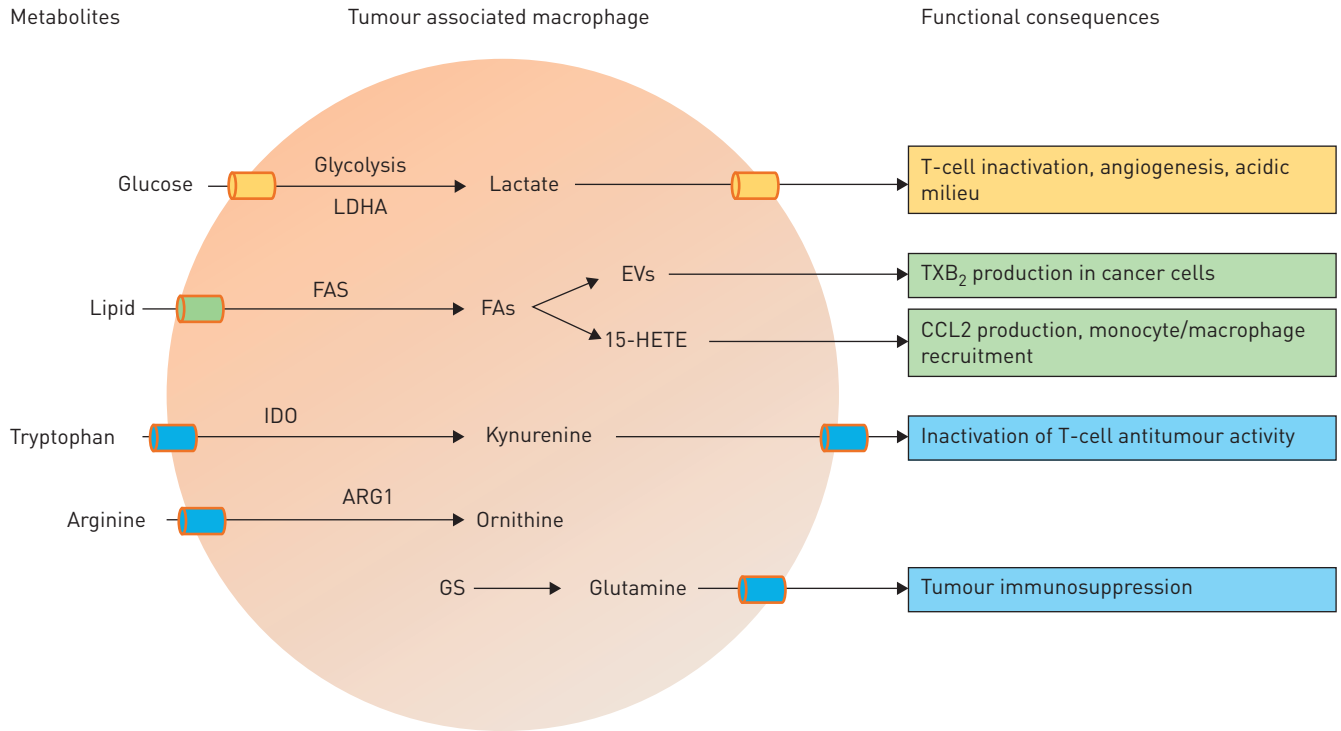 Metabolites
Tumour associated macrophage
Functional consequences
Glucose
Glycolysis
LDHA
Lactate
T-cell inactivation, angiogenesis, acidic
milieu
Lipid
FAS
FAs
EVs
TXB₂ production in cancer cells
15-HETE
CCL2 production, monocyte/macrophage
recruitment
Tryptophan
IDO
Kynurenine
Inactivation of T-cell antitumour activity
Arginine
ARG1
Ornithine
GS
Glutamine
Tumour immunosuppression